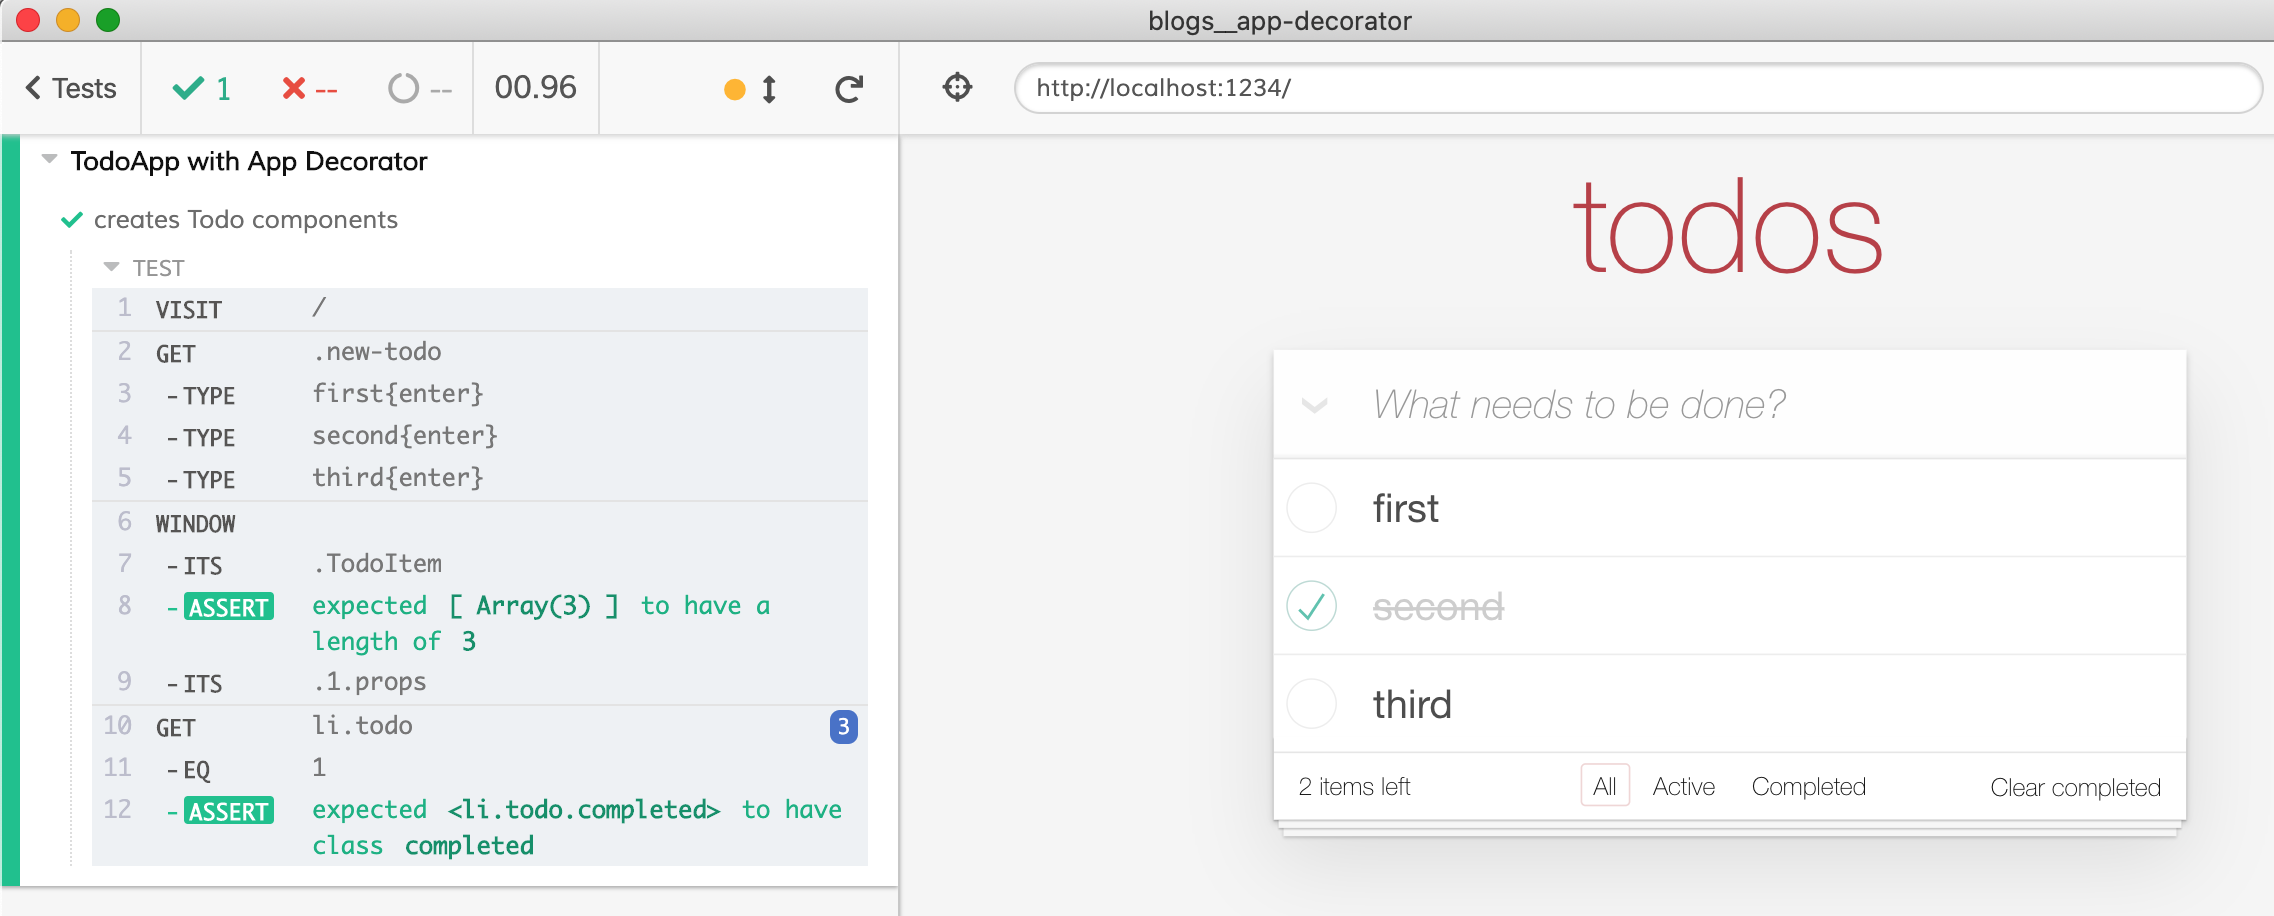 blogs__app-decorator
Tests 1 -- -- 00.96
http://localhost:1234/
TodoApp with App Decorator
creates Todo components
TEST
1 VISIT /
2 GET .new-todo
3 -TYPE first{enter}
4 -TYPE second{enter}
5 -TYPE third{enter}
6 WINDOW
7 -ITS .TodoItem
8 -ASSERT expected [ Array(3) ] to have a
length of 3
9 -ITS .1.props
10 GET li.todo 3
11 -EQ 1
12 -ASSERT expected <li.todo.completed> to have
class completed
todos
What needs to be done?
first
second
third
2 items left All Active Completed Clear completed